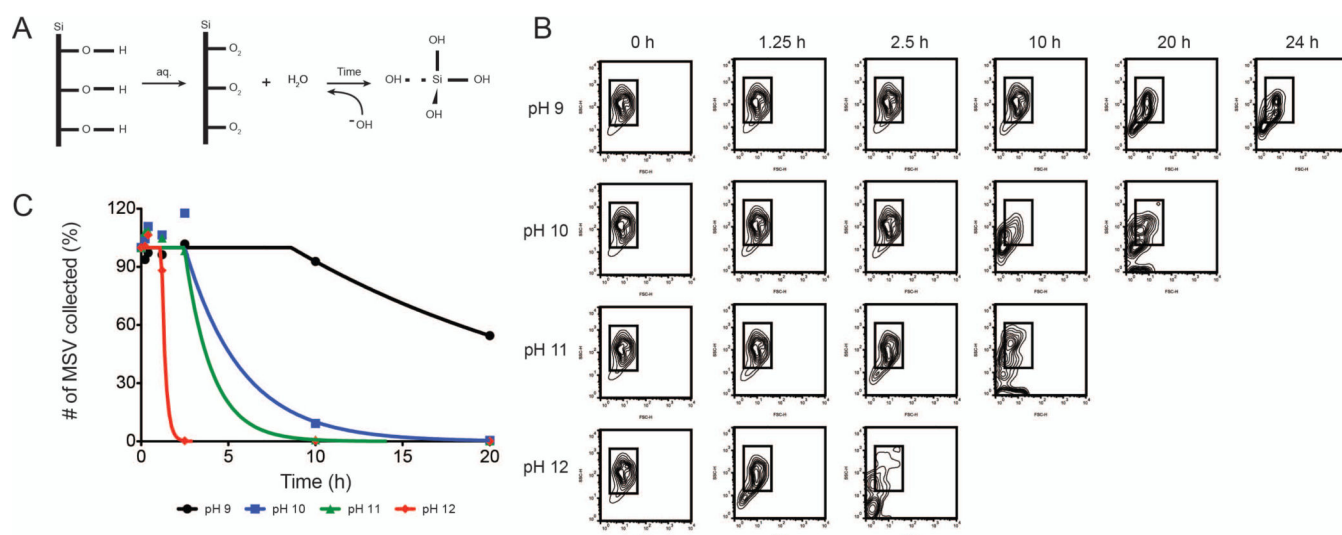 A
Si
O H
O H
O H
aq.
Si
O2
O2
O2
+ H2O
Time
-OH
OH
OH Si OH
OH
B
0 h 1.25 h 2.5 h 10 h 20 h 24 h
pH 9
pH 10
pH 11
pH 12
SSC-H
FSC-H
C
# of MSV collected (%)
120
90
60
30
0
0 5 10 15 20
Time (h)
pH 9 pH 10 pH 11 pH 12